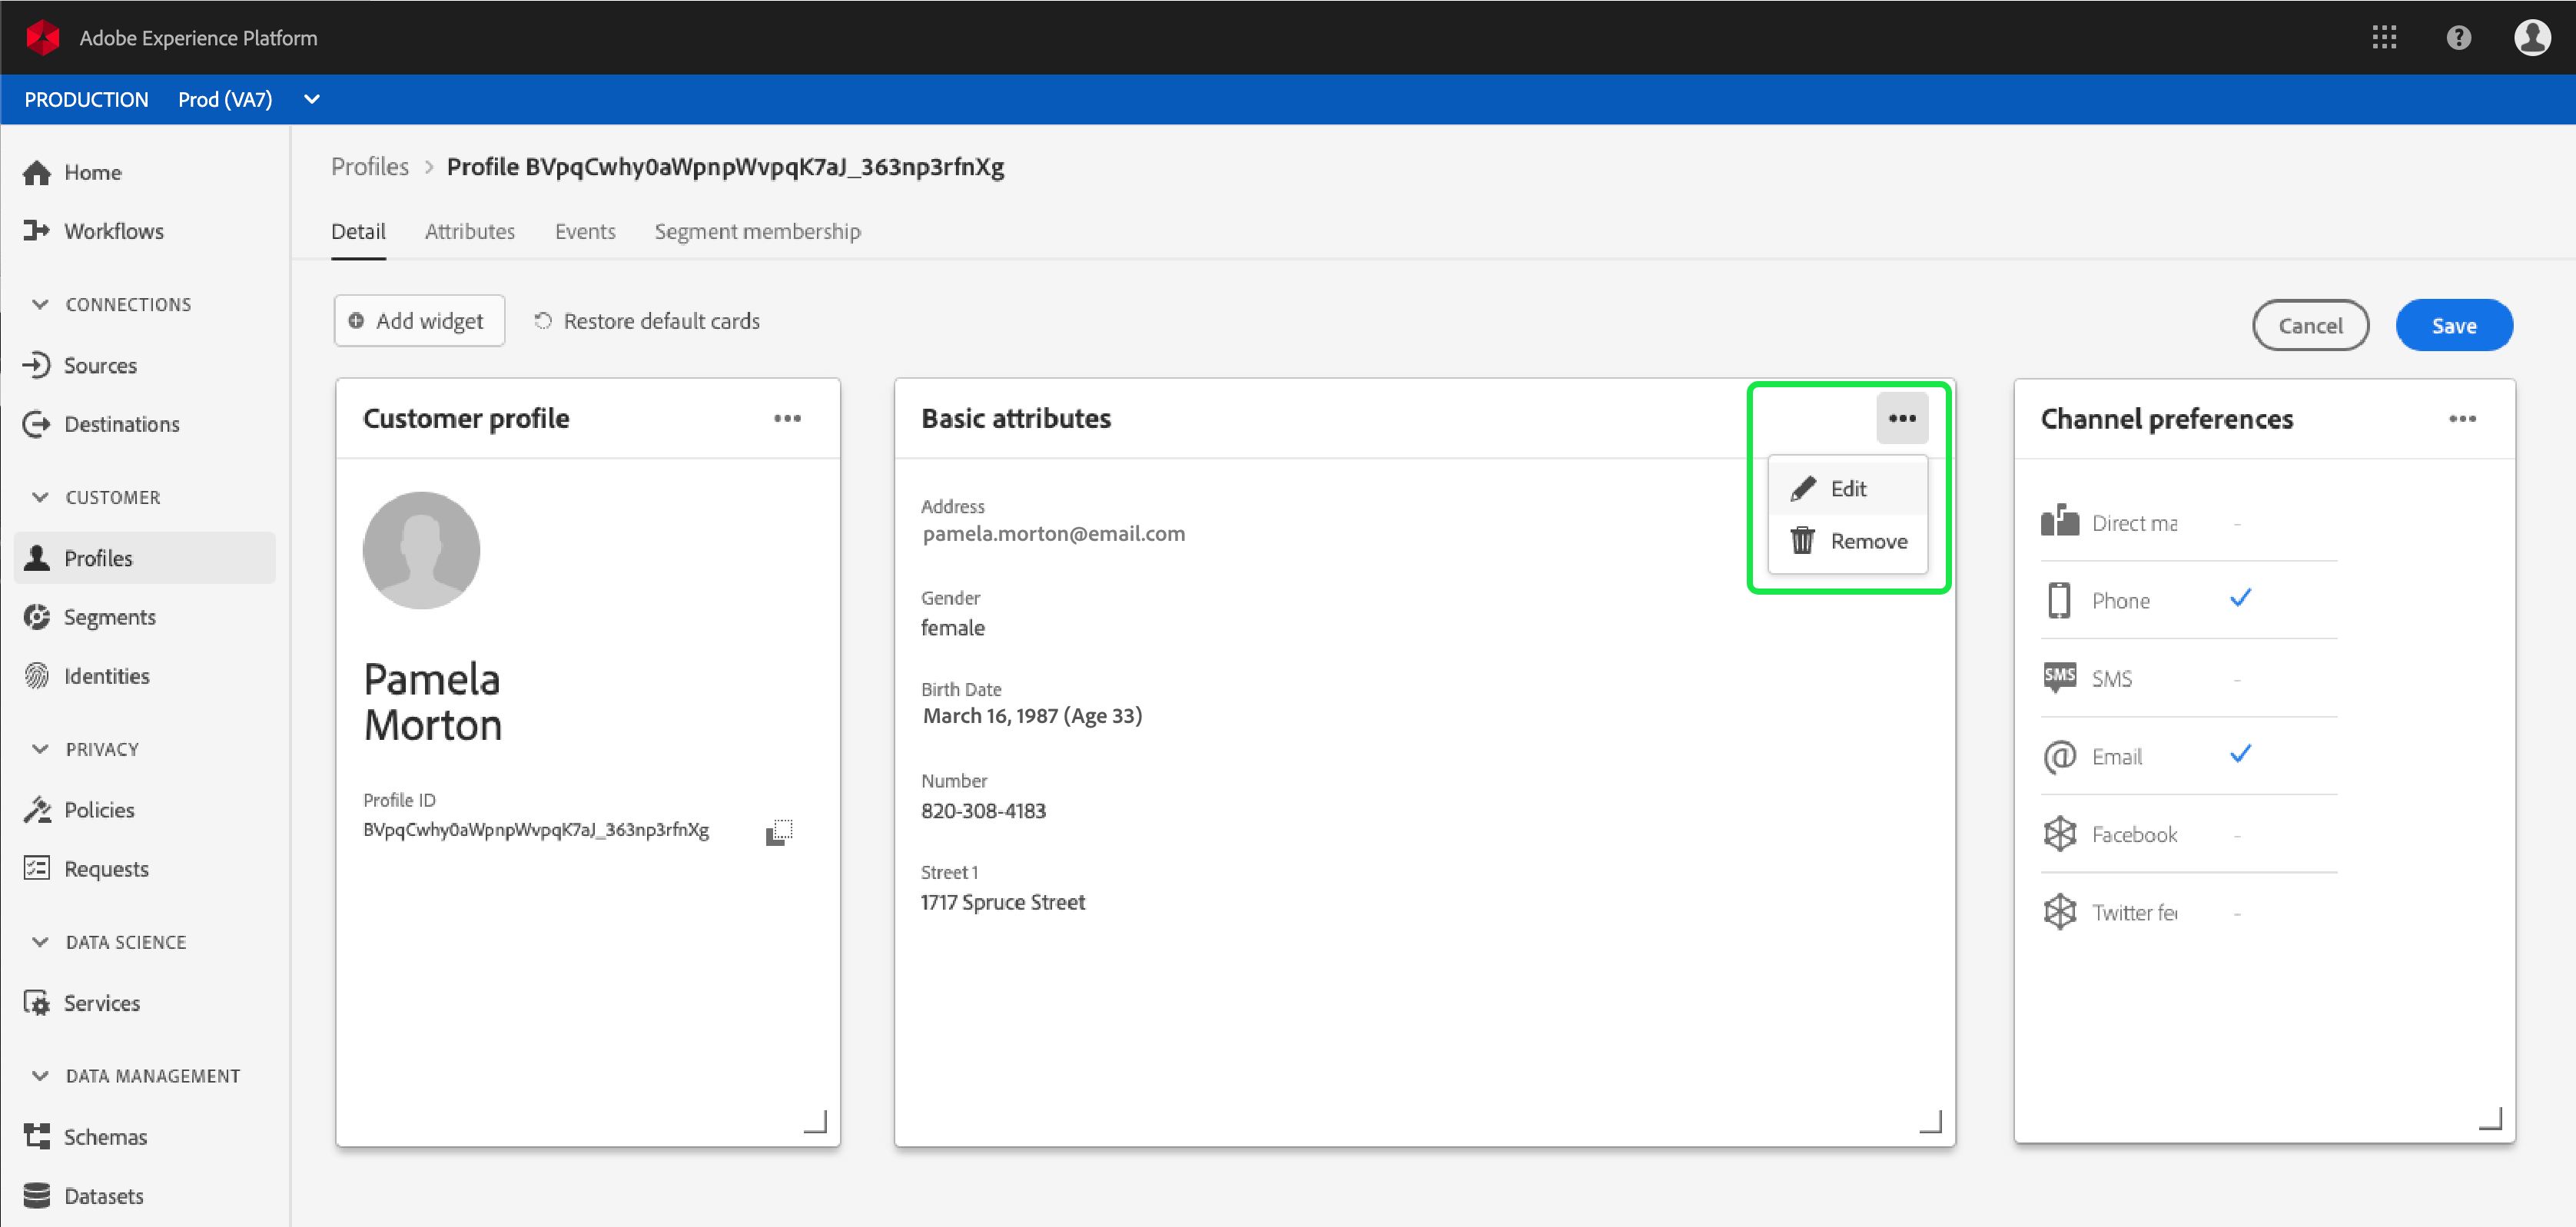 Adobe Experience Platform
PRODUCTION Prod (VA7)
Home
Workflows
CONNECTIONS
Sources
Destinations
CUSTOMER
Profiles
Segments
Identities
PRIVACY
Policies
Requests
DATA SCIENCE
Services
DATA MANAGEMENT
Schemas
Datasets
Profiles > Profile BVpqCwhy0aWpnpWvpqK7aJ_363np3rfnXg
Detail Attributes Events Segment membership
Add widget Restore default cards
Cancel Save
Customer profile
Pamela
Morton
Profile ID
BVpqCwhy0aWpnpWvpqK7aJ_363np3rfnXg
Basic attributes
Edit
Remove
Address
pamela.morton@email.com
Gender
female
Birth Date
March 16, 1987 (Age 33)
Number
820-308-4183
Street 1
1717 Spruce Street
Channel preferences
Direct ma -
Phone
SMS SMS -
Email
Facebook -
Twitter fe -